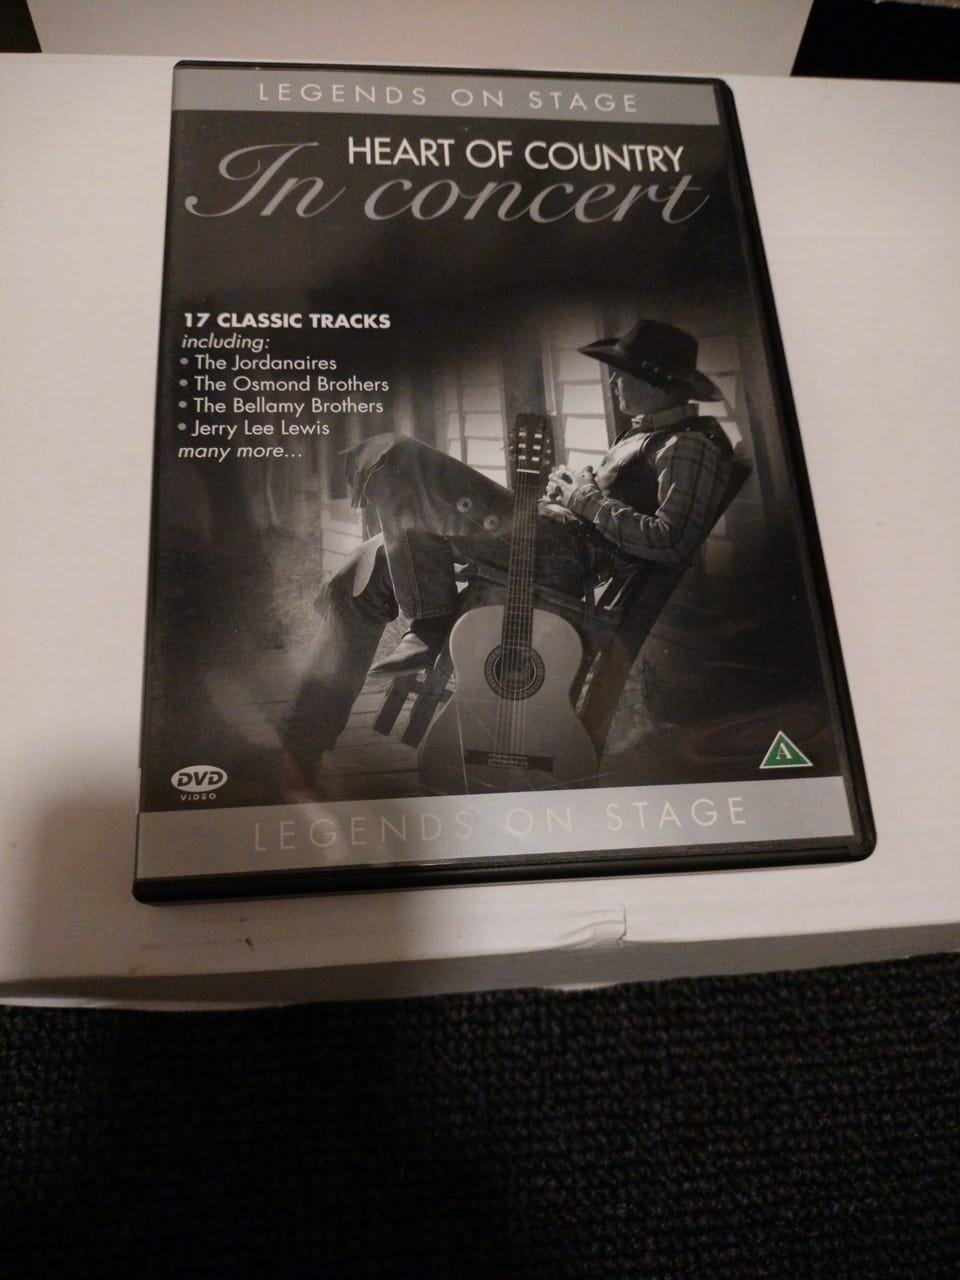 LEGENDS ON STAGE
HEART OF COUNTRY
In concert
17 CLASSIC TRACKS
including:
• The Jordanaires
• The Osmond Brothers
• The Bellamy Brothers
• Jerry Lee Lewis
many more...
A
DVD
VIDEO
LEGENDS ON STAGE